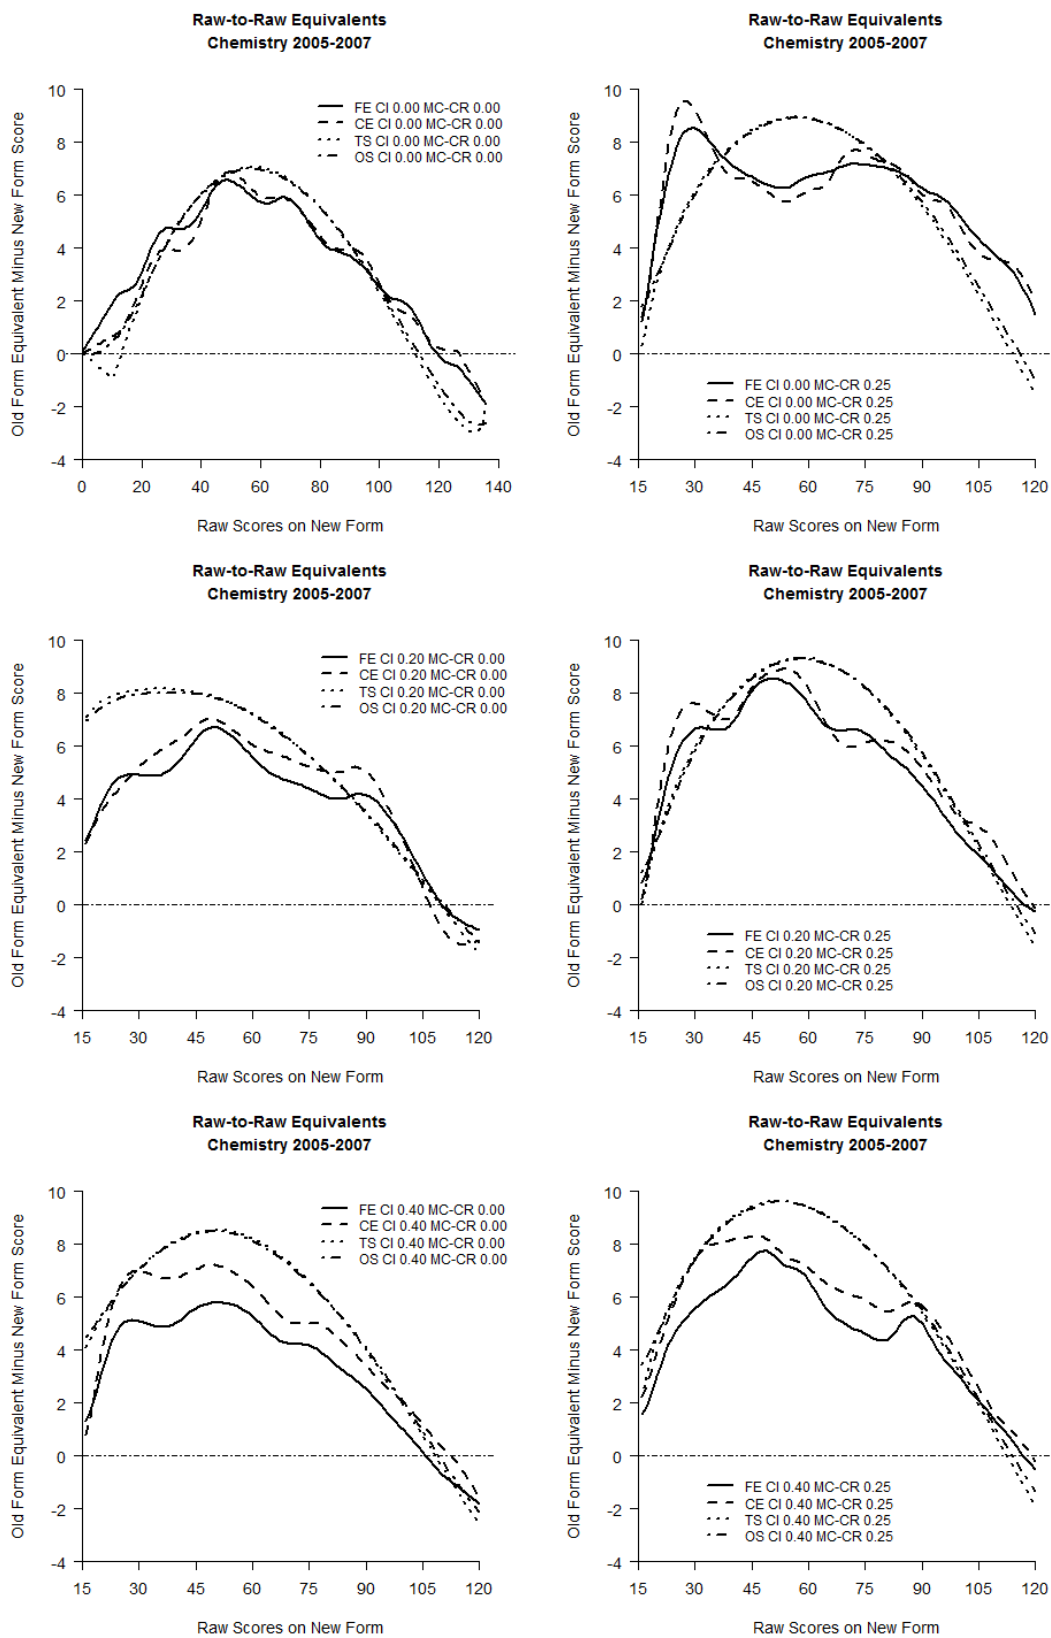 Raw-to-Raw Equivalents
Chemistry 2005-2007
Old Form Equivalent Minus New Form Score
10
8
6
4
2
0
-2
-4
FE CI 0.00 MC-CR 0.00
CE CI 0.00 MC-CR 0.00
TS CI 0.00 MC-CR 0.00
OS CI 0.00 MC-CR 0.00
0 20 40 60 80 100 120 140
Raw Scores on New Form
Raw-to-Raw Equivalents
Chemistry 2005-2007
Old Form Equivalent Minus New Form Score
10
8
6
4
2
0
-2
-4
FE CI 0.00 MC-CR 0.25
CE CI 0.00 MC-CR 0.25
TS CI 0.00 MC-CR 0.25
OS CI 0.00 MC-CR 0.25
15 30 45 60 75 90 105 120
Raw Scores on New Form
Raw-to-Raw Equivalents
Chemistry 2005-2007
Old Form Equivalent Minus New Form Score
10
8
6
4
2
0
-2
-4
FE CI 0.20 MC-CR 0.00
CE CI 0.20 MC-CR 0.00
TS CI 0.20 MC-CR 0.00
OS CI 0.20 MC-CR 0.00
15 30 45 60 75 90 105 120
Raw Scores on New Form
Raw-to-Raw Equivalents
Chemistry 2005-2007
Old Form Equivalent Minus New Form Score
10
8
6
4
2
0
-2
-4
FE CI 0.20 MC-CR 0.25
CE CI 0.20 MC-CR 0.25
TS CI 0.20 MC-CR 0.25
OS CI 0.20 MC-CR 0.25
15 30 45 60 75 90 105 120
Raw Scores on New Form
Raw-to-Raw Equivalents
Chemistry 2005-2007
Old Form Equivalent Minus New Form Score
10
8
6
4
2
0
-2
-4
FE CI 0.40 MC-CR 0.00
CE CI 0.40 MC-CR 0.00
TS CI 0.40 MC-CR 0.00
OS CI 0.40 MC-CR 0.00
15 30 45 60 75 90 105 120
Raw Scores on New Form
Raw-to-Raw Equivalents
Chemistry 2005-2007
Old Form Equivalent Minus New Form Score
10
8
6
4
2
0
-2
-4
FE CI 0.40 MC-CR 0.25
CE CI 0.40 MC-CR 0.25
TS CI 0.40 MC-CR 0.25
OS CI 0.40 MC-CR 0.25
15 30 45 60 75 90 105 120
Raw Scores on New Form